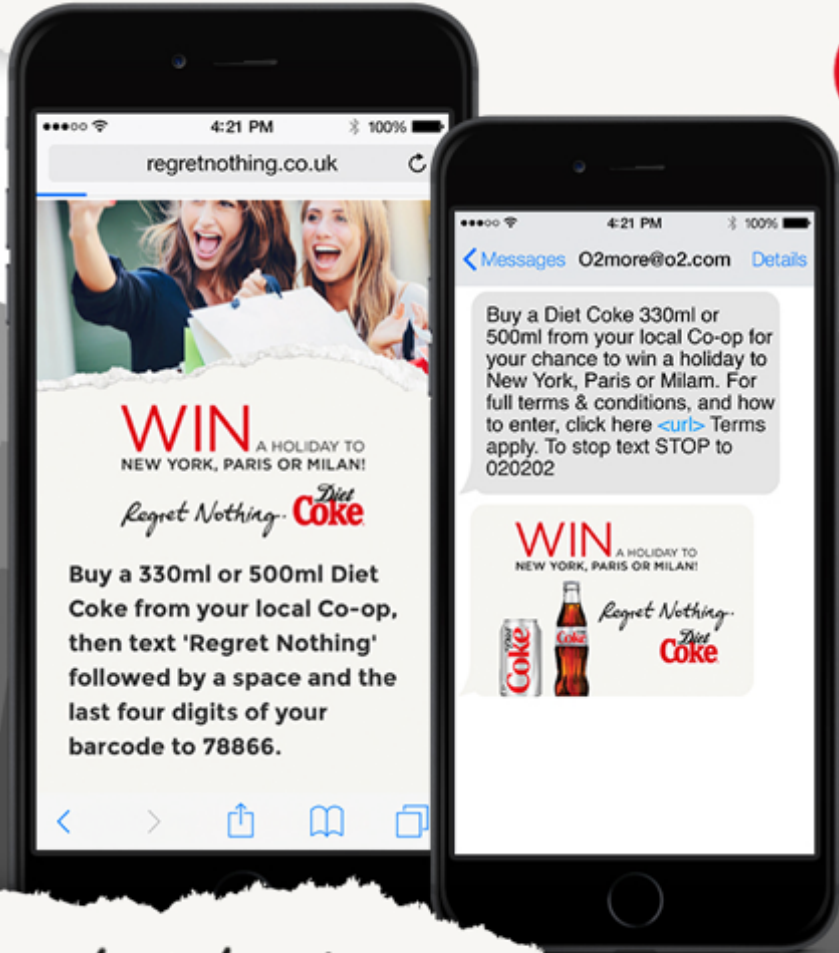 4:21 PM
100%
regretnothing.co.uk
WIN A HOLIDAY TO
NEW YORK, PARIS OR MILAN!
Regret Nothing. Diet Coke
Buy a 330ml or 500ml Diet
Coke from your local Co-op,
then text 'Regret Nothing'
followed by a space and the
last four digits of your
barcode to 78866.
4:21 PM
100%
Messages O2more@o2.com Details
Buy a Diet Coke 330ml or
500ml from your local Co-op for
your chance to win a holiday to
New York, Paris or Milam. For
full terms & conditions, and how
to enter, click here <url> Terms
apply. To stop text STOP to
020202
WIN A HOLIDAY TO
NEW YORK, PARIS OR MILAN!
Regret Nothing.
Diet
Coke
Diet Coke
Coke